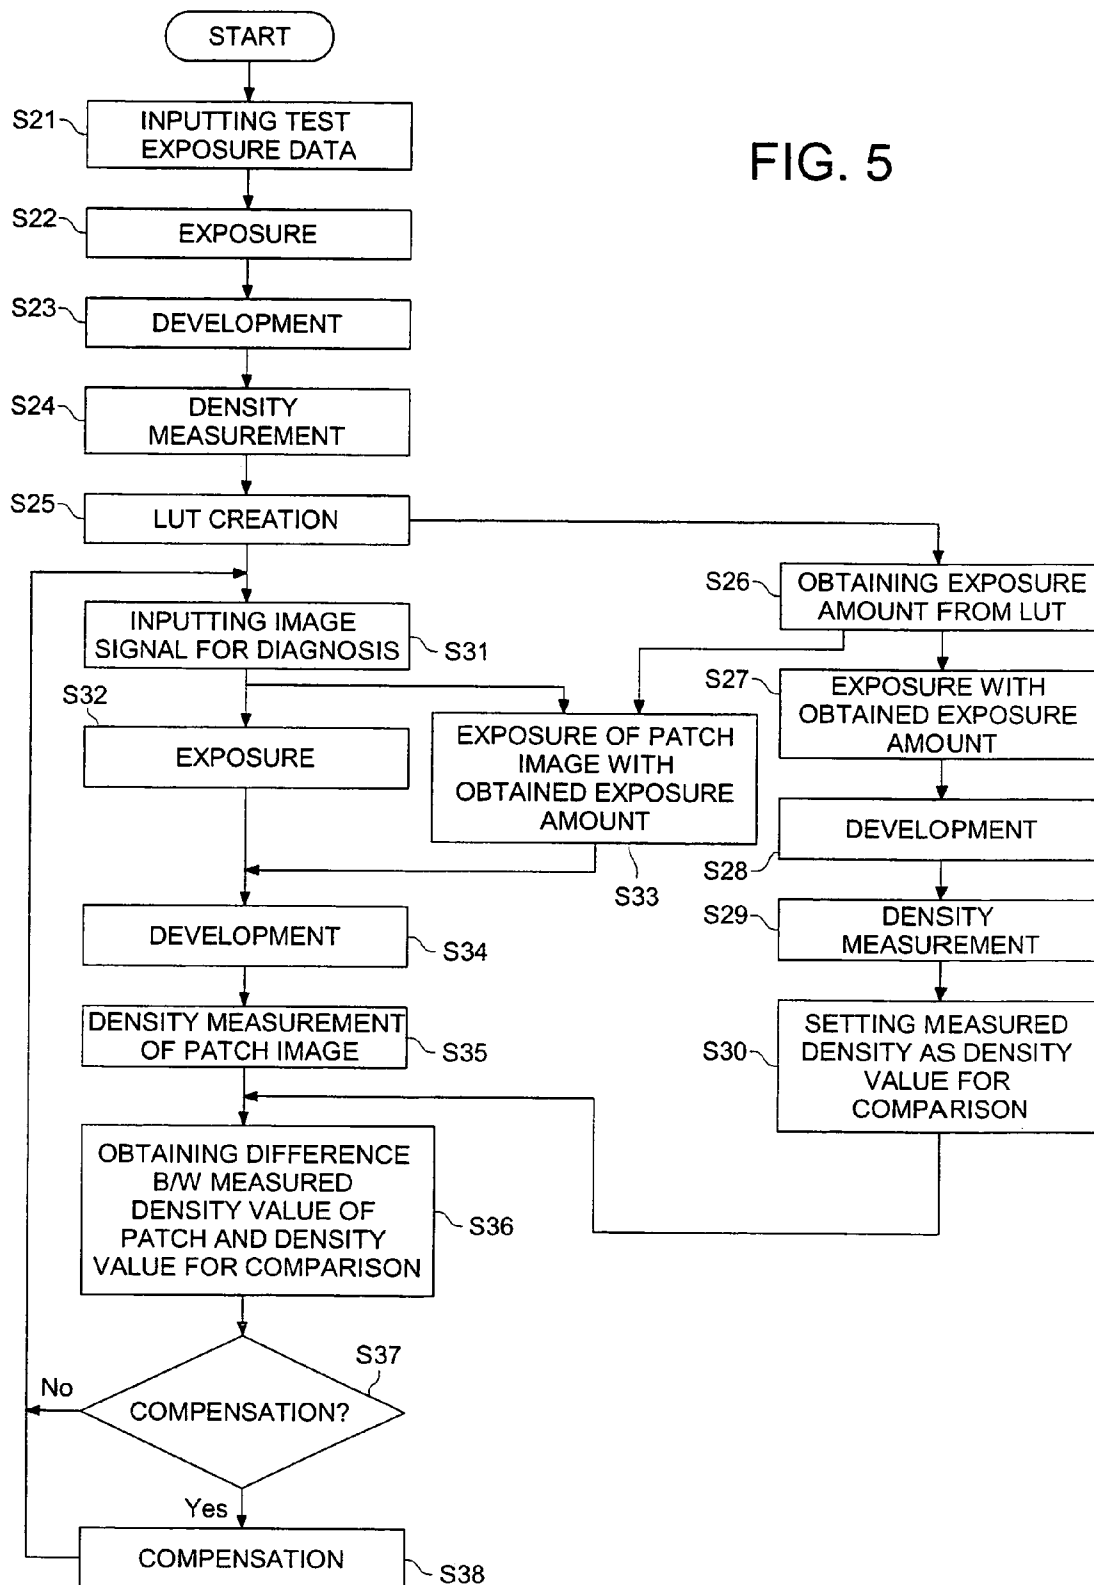 START
S21
INPUTTING TEST
EXPOSURE DATA
FIG. 5
S22
EXPOSURE
S23
DEVELOPMENT
S24
DENSITY
MEASUREMENT
S25
LUT CREATION
S26
OBTAINING EXPOSURE
AMOUNT FROM LUT
INPUTTING IMAGE
SIGNAL FOR DIAGNOSIS
S31
S27
EXPOSURE WITH
OBTAINED EXPOSURE
AMOUNT
S32
EXPOSURE
EXPOSURE OF PATCH
IMAGE WITH
OBTAINED EXPOSURE
AMOUNT
S33
DEVELOPMENT
S28
S29
DENSITY
MEASUREMENT
DEVELOPMENT
S34
DENSITY MEASUREMENT
OF PATCH IMAGE
S35
S30
SETTING MEASURED
DENSITY AS DENSITY
VALUE FOR
COMPARISON
OBTAINING DIFFERENCE
B/W MEASURED
DENSITY VALUE OF
PATCH AND DENSITY
VALUE FOR COMPARISON
S36
S37
No
COMPENSATION?
Yes
COMPENSATION
S38